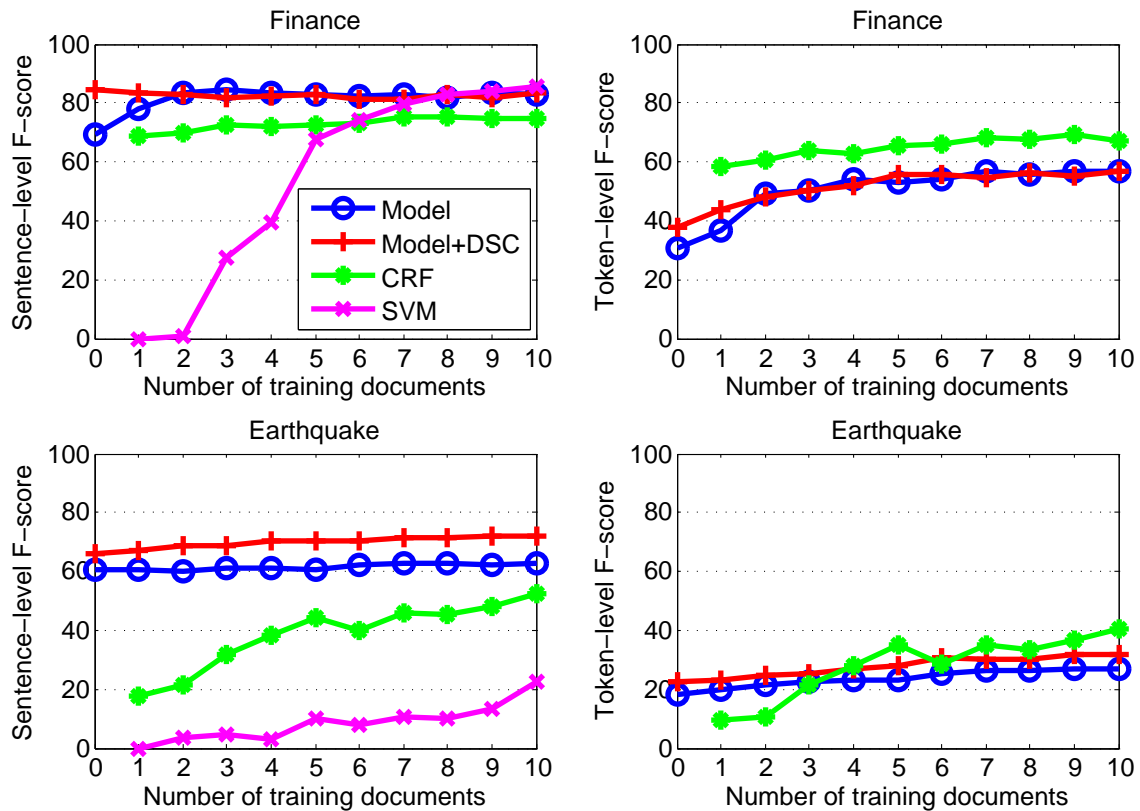 Finance
Sentence-level F-score
100
80
60
40
20
0
Model
Model+DSC
CRF
SVM
0 1 2 3 4 5 6 7 8 9 10
Number of training documents
Finance
Token-level F-score
100
80
60
40
20
0
0 1 2 3 4 5 6 7 8 9 10
Number of training documents
Earthquake
Sentence-level F-score
100
80
60
40
20
0
0 1 2 3 4 5 6 7 8 9 10
Number of training documents
Earthquake
Token-level F-score
100
80
60
40
20
0
0 1 2 3 4 5 6 7 8 9 10
Number of training documents